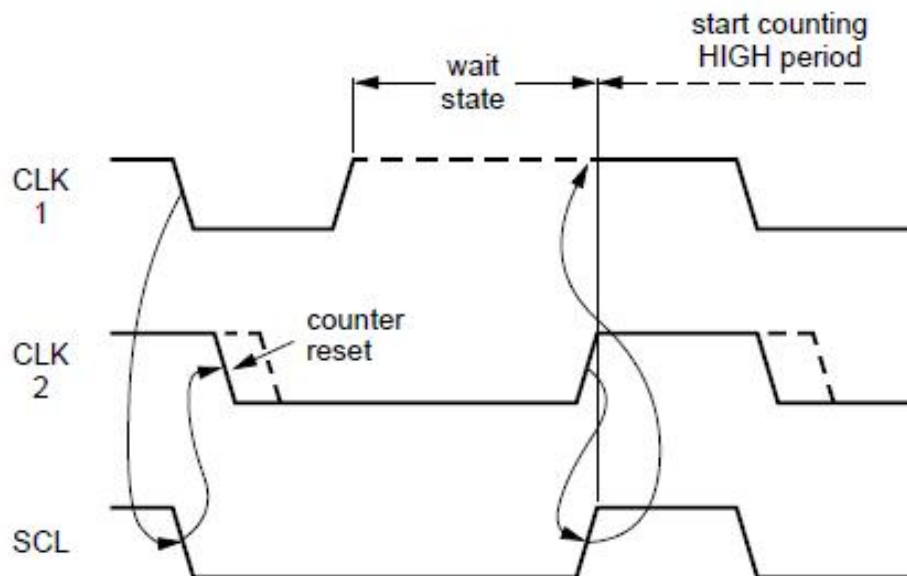 start counting
HIGH period
wait
state
CLK
1
counter
reset
CLK
2
SCL